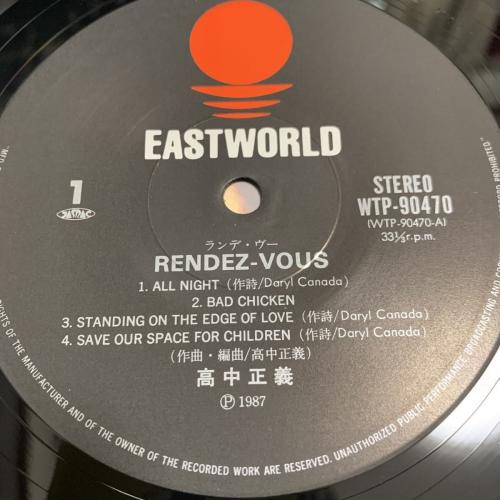 EASTWORLD
1
STEREO
WTP-90470
(WTP-90470-A)
33⅓r.p.m.
ランデ・ヴー
RENDEZ-VOUS
1. ALL NIGHT (作詩/Daryl Canada)
2. BAD CHICKEN
3. STANDING ON THE EDGE OF LOVE (作詩/Daryl Canada)
4. SAVE OUR SPACE FOR CHILDREN (作詩/Daryl Canada)
(作曲・編曲/高中正義)
高中正義
Ⓟ 1987
RIGHTS OF THE MANUFACTURER AND OF THE OWNER OF THE RECORDED WORK ARE RESERVED. UNAUTHORIZED PUBLIC PERFORMANCE, BROADCASTING AND
RECORD PROHIBITED"